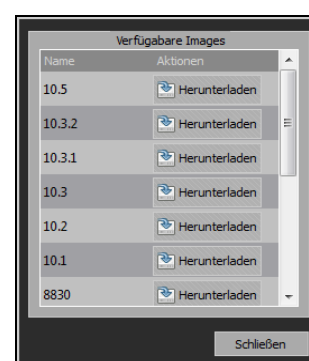 Verfügabare Images
Name Aktionen
10.5 Herunterladen
10.3.2 Herunterladen
10.3.1 Herunterladen
10.3 Herunterladen
10.2 Herunterladen
10.1 Herunterladen
8830 Herunterladen
Schließen